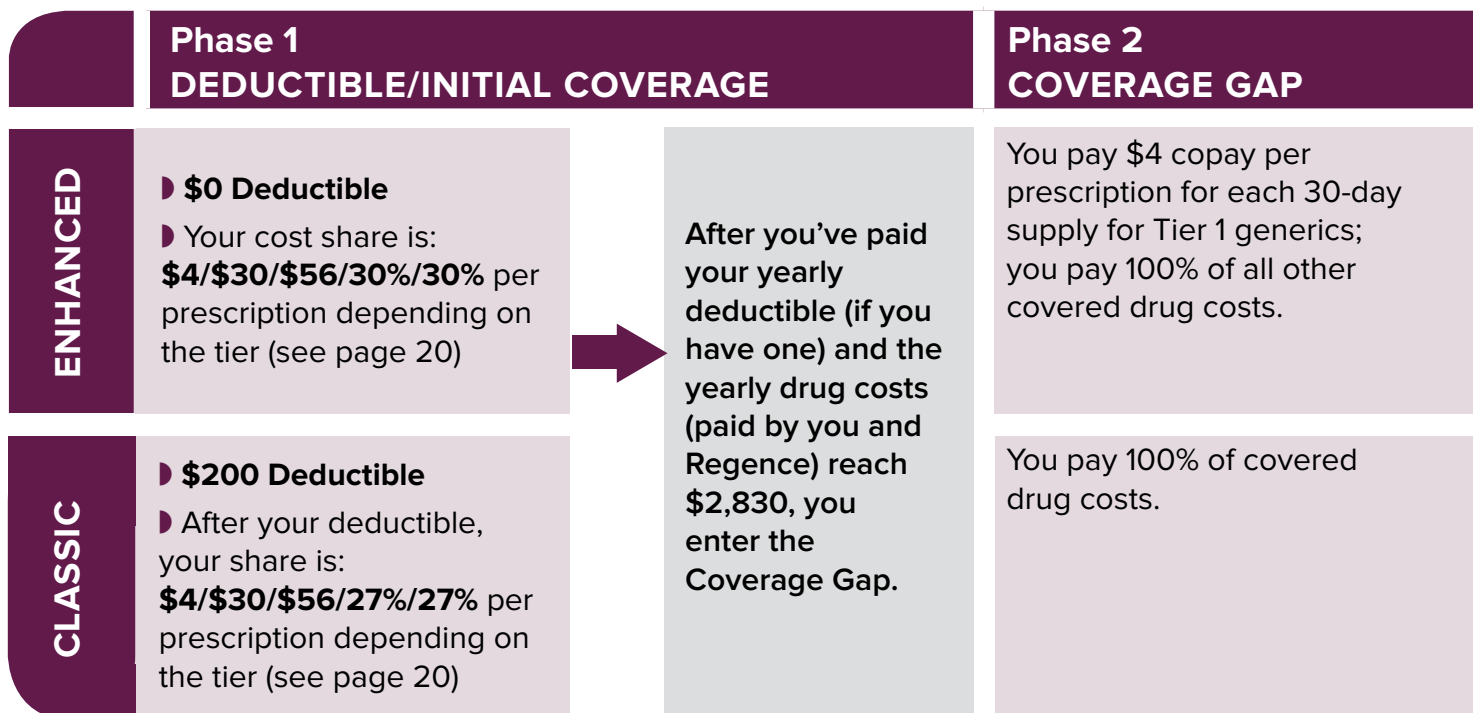 Phase 1
DEDUCTIBLE/INITIAL COVERAGE
Phase 2
COVERAGE GAP
ENHANCED
◗ $0 Deductible
◗ Your cost share is:
$4/$30/$56/30%/30% per
prescription depending on
the tier (see page 20)
After you’ve paid
your yearly
deductible (if you
have one) and the
yearly drug costs
(paid by you and
Regence) reach
$2,830, you
enter the
Coverage Gap.
You pay $4 copay per
prescription for each 30-day
supply for Tier 1 generics;
you pay 100% of all other
covered drug costs.
CLASSIC
◗ $200 Deductible
◗ After your deductible,
your share is:
$4/$30/$56/27%/27% per
prescription depending on
the tier (see page 20)
You pay 100% of covered
drug costs.